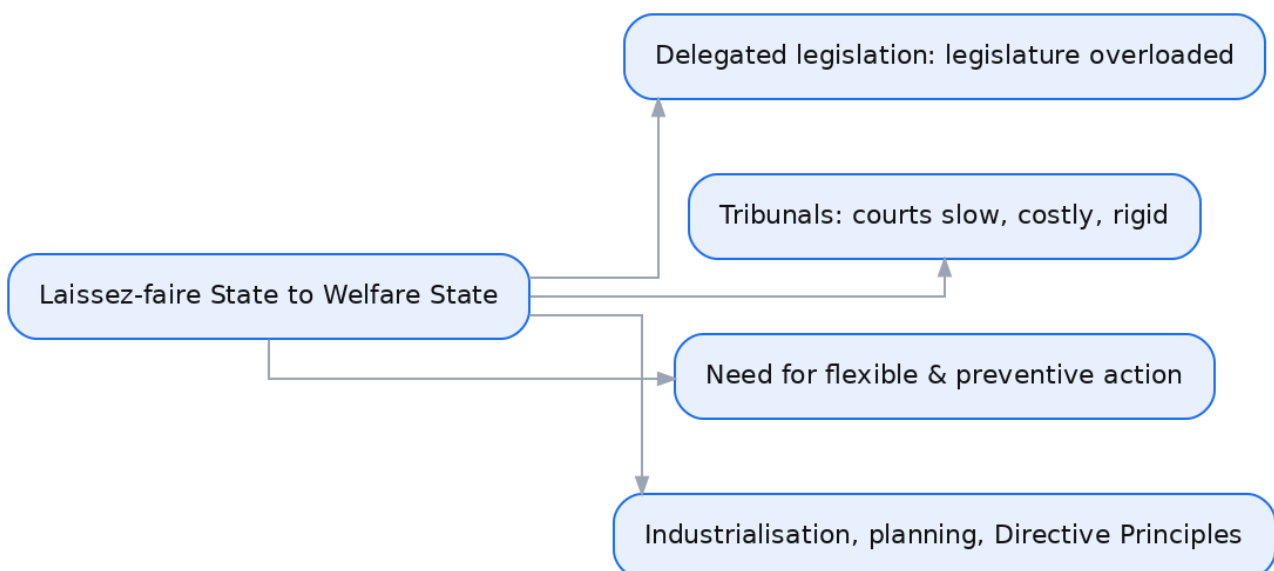 Delegated legislation: legislature overloaded
Tribunals: courts slow, costly, rigid
Laissez-faire State to Welfare State
Need for flexible & preventive action
Industrialisation, planning, Directive Principles